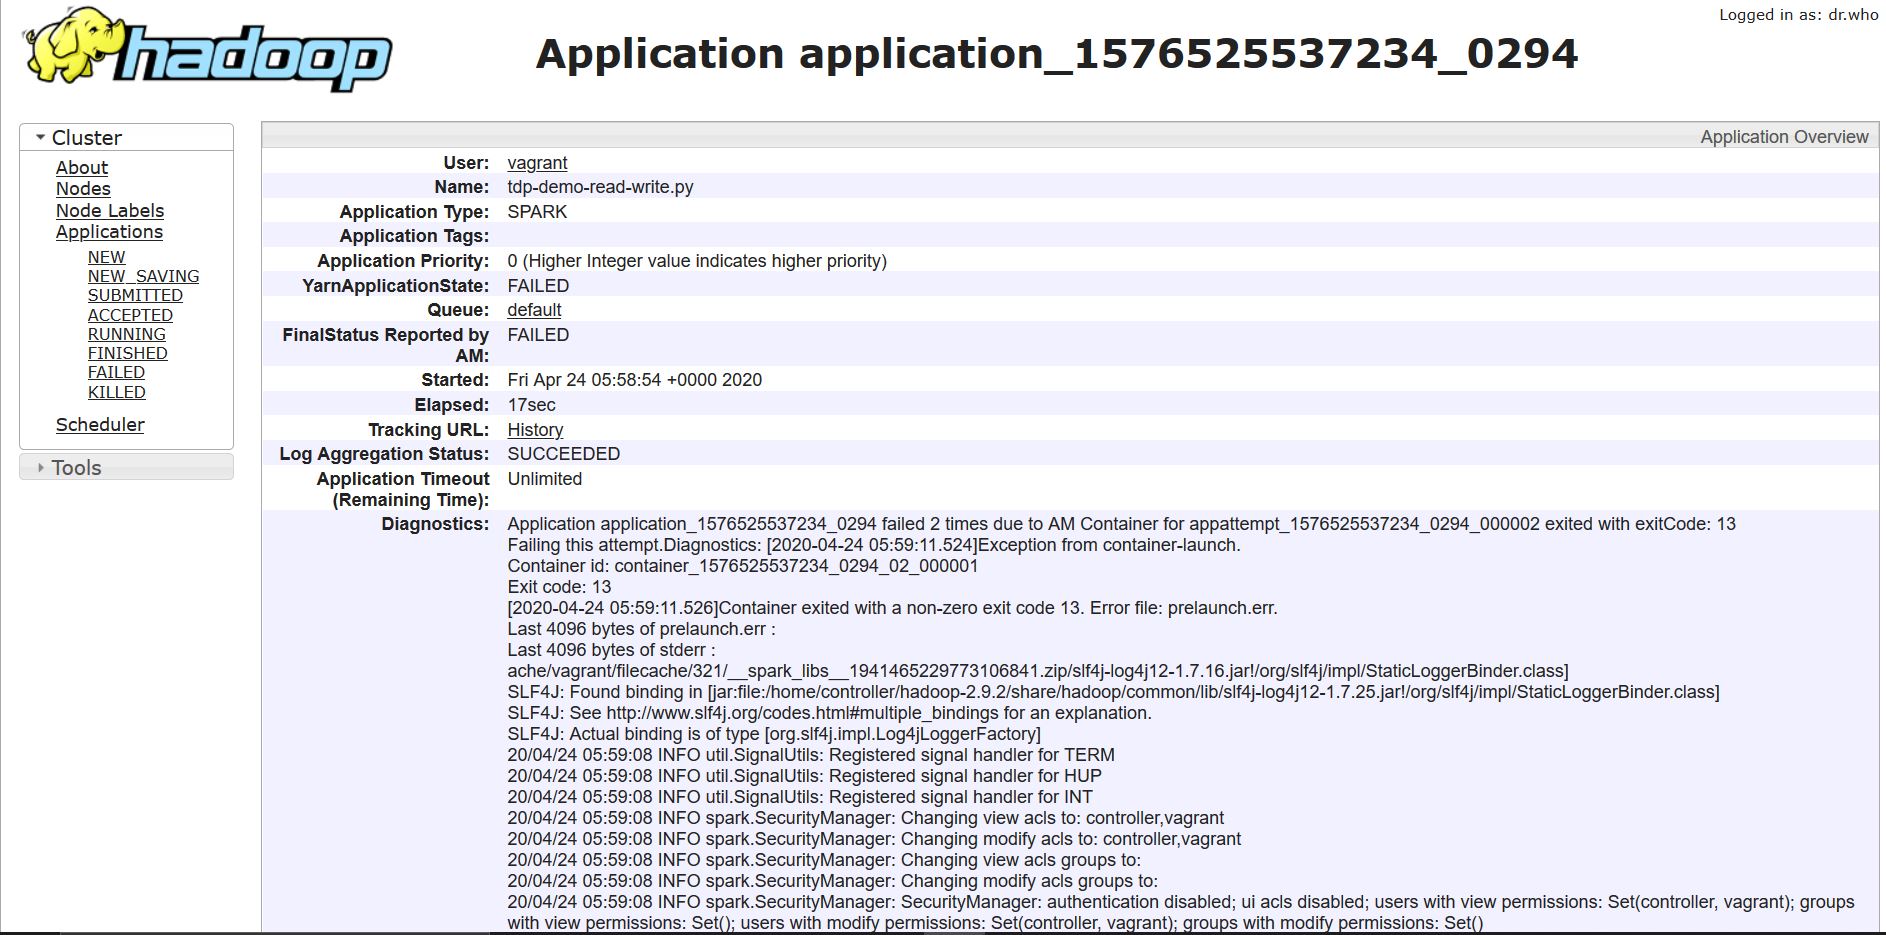 Logged in as: dr.who
hadoop
Application application_1576525537234_0294
Cluster
About
Nodes
Node Labels
Applications
NEW
NEW_SAVING
SUBMITTED
ACCEPTED
RUNNING
FINISHED
FAILED
KILLED
Scheduler
Tools
Application Overview
User: vagrant
Name: tdp-demo-read-write.py
Application Type: SPARK
Application Tags:
Application Priority: 0 (Higher Integer value indicates higher priority)
YarnApplicationState: FAILED
Queue: default
FinalStatus Reported by FAILED
AM:
Started: Fri Apr 24 05:58:54 +0000 2020
Elapsed: 17sec
Tracking URL: History
Log Aggregation Status: SUCCEEDED
Application Timeout Unlimited
(Remaining Time):
Diagnostics: Application application_1576525537234_0294 failed 2 times due to AM Container for appattempt_1576525537234_0294_000002 exited with exitCode: 13
Failing this attempt.Diagnostics: [2020-04-24 05:59:11.524]Exception from container-launch.
Container id: container_1576525537234_0294_02_000001
Exit code: 13
[2020-04-24 05:59:11.526]Container exited with a non-zero exit code 13. Error file: prelaunch.err.
Last 4096 bytes of prelaunch.err :
Last 4096 bytes of stderr :
ache/vagrant/filecache/321/__spark_libs__1941465229773106841.zip/slf4j-log4j12-1.7.16.jar!/org/slf4j/impl/StaticLoggerBinder.class]
SLF4J: Found binding in [jar:file:/home/controller/hadoop-2.9.2/share/hadoop/common/lib/slf4j-log4j12-1.7.25.jar!/org/slf4j/impl/StaticLoggerBinder.class]
SLF4J: See http://www.slf4j.org/codes.html#multiple_bindings for an explanation.
SLF4J: Actual binding is of type [org.slf4j.impl.Log4jLoggerFactory]
20/04/24 05:59:08 INFO util.SignalUtils: Registered signal handler for TERM
20/04/24 05:59:08 INFO util.SignalUtils: Registered signal handler for HUP
20/04/24 05:59:08 INFO util.SignalUtils: Registered signal handler for INT
20/04/24 05:59:08 INFO spark.SecurityManager: Changing view acls to: controller,vagrant
20/04/24 05:59:08 INFO spark.SecurityManager: Changing modify acls to: controller,vagrant
20/04/24 05:59:08 INFO spark.SecurityManager: Changing view acls groups to:
20/04/24 05:59:08 INFO spark.SecurityManager: Changing modify acls groups to:
20/04/24 05:59:08 INFO spark.SecurityManager: SecurityManager: authentication disabled; ui acls disabled; users with view permissions: Set(controller, vagrant); groups
with view permissions: Set(); users with modify permissions: Set(controller, vagrant); groups with modify permissions: Set()